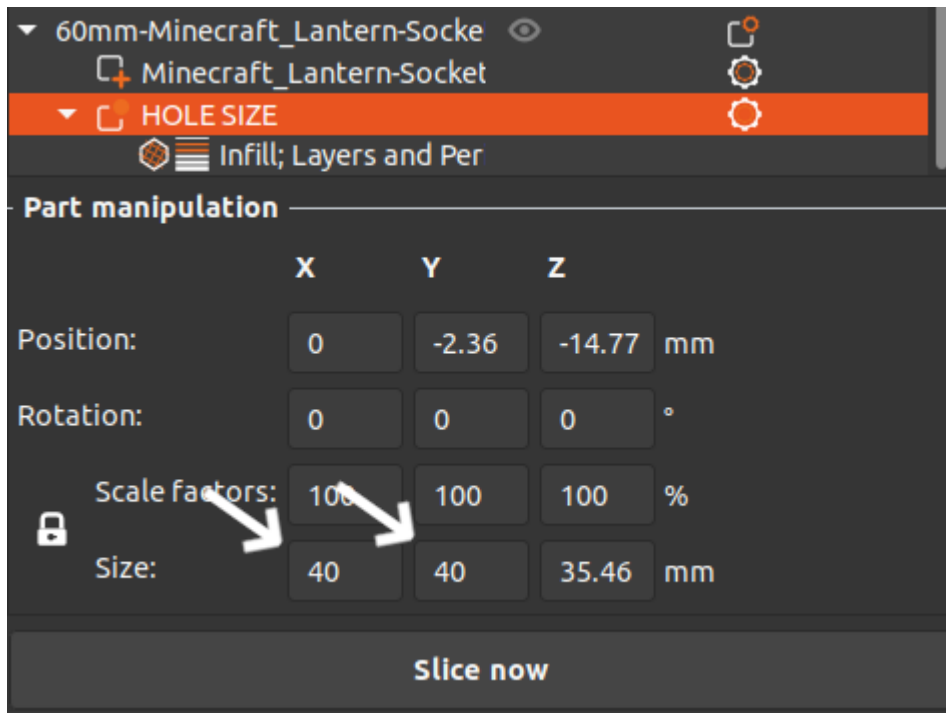 60mm-Minecraft_Lantern-Socke
Minecraft_Lantern-Socket
HOLE SIZE
Infill; Layers and Per
Part manipulation
X Y Z
Position: 0 -2.36 -14.77 mm
Rotation: 0 0 0 °
Scale factors: 100 100 100 %
Size: 40 40 35.46 mm
Slice now